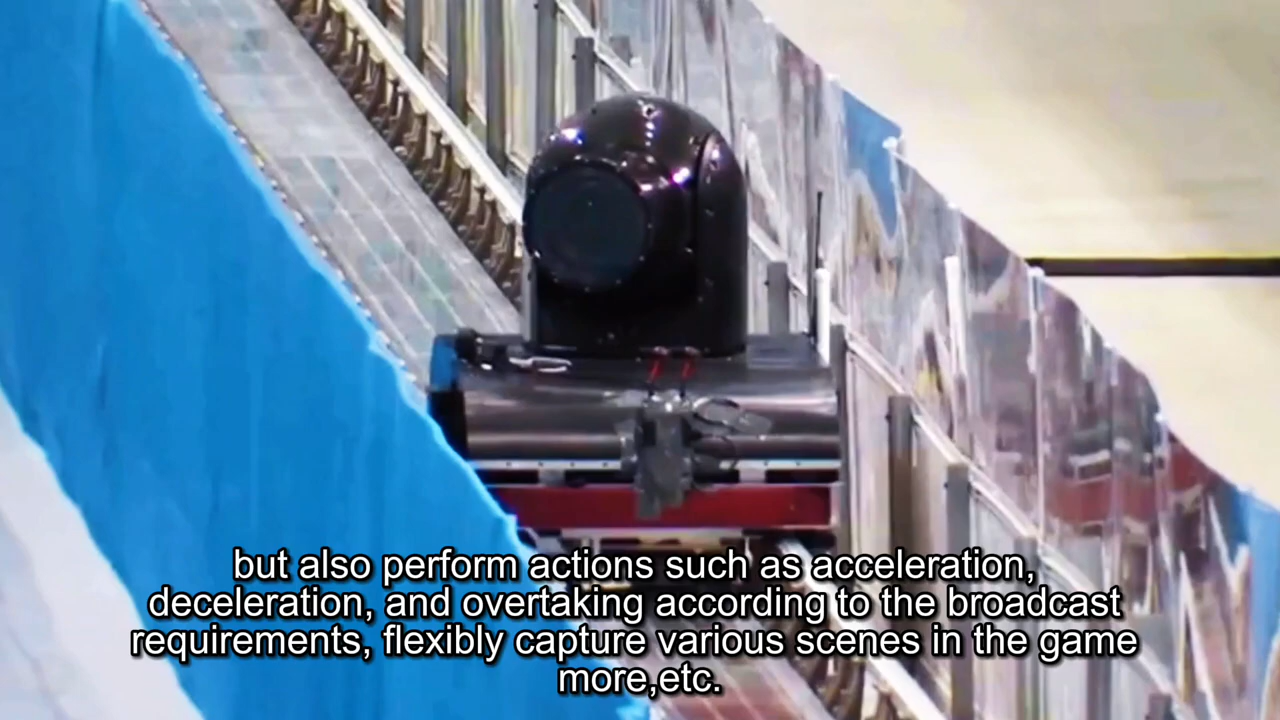 but also perform actions such as acceleration,
deceleration, and overtaking according to the broadcast
requirements, flexibly capture various scenes in the game
more,etc.